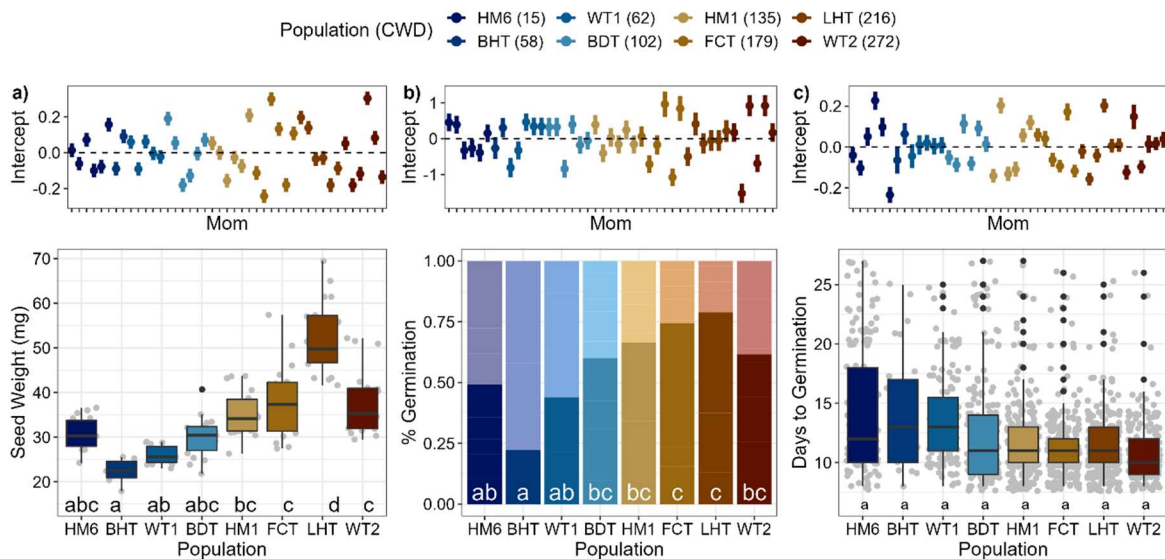 Population (CWD)
HM6 (15) WT1 (62) HM1 (135) LHT (216)
BHT (58) BDT (102) FCT (179) WT2 (272)
a)
Intercept
0.2
0.0
-0.2
Mom
b)
Intercept
1
0
-1
Mom
c)
Intercept
0.2
0.0
-0.2
Mom
Seed Weight (mg)
70
60
50
40
30
20
abc a ab abc bc c d c
HM6 BHT WT1 BDT HM1 FCT LHT WT2
Population
% Germination
1.00
0.75
0.50
0.25
0.00
ab a ab bc bc c c bc
HM6 BHT WT1 BDT HM1 FCT LHT WT2
Population
Days to Germination
25
20
15
10
a a a a a a a a
HM6 BHT WT1 BDT HM1 FCT LHT WT2
Population